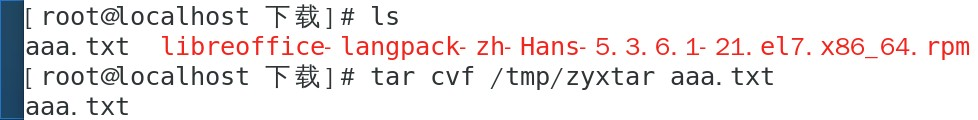 [root@localhost 下载]# ls
aaa.txt  libreoffice-langpack-zh-Hans-5.3.6.1-21.el7.x86_64.rpm
[root@localhost 下载]# tar cvf /tmp/zyxtar aaa.txt
aaa.txt